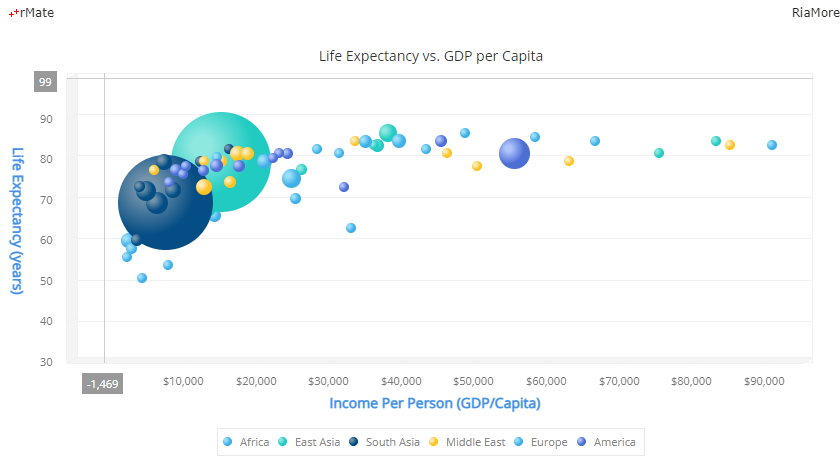 rMate
RiaMore
Life Expectancy vs. GDP per Capita
99
90
80
70
60
50
40
30
Life Expectancy (years)
-1,469
$10,000 $20,000 $30,000 $40,000 $50,000 $60,000 $70,000 $80,000 $90,000
Income Per Person (GDP/Capita)
Africa East Asia South Asia Middle East Europe America